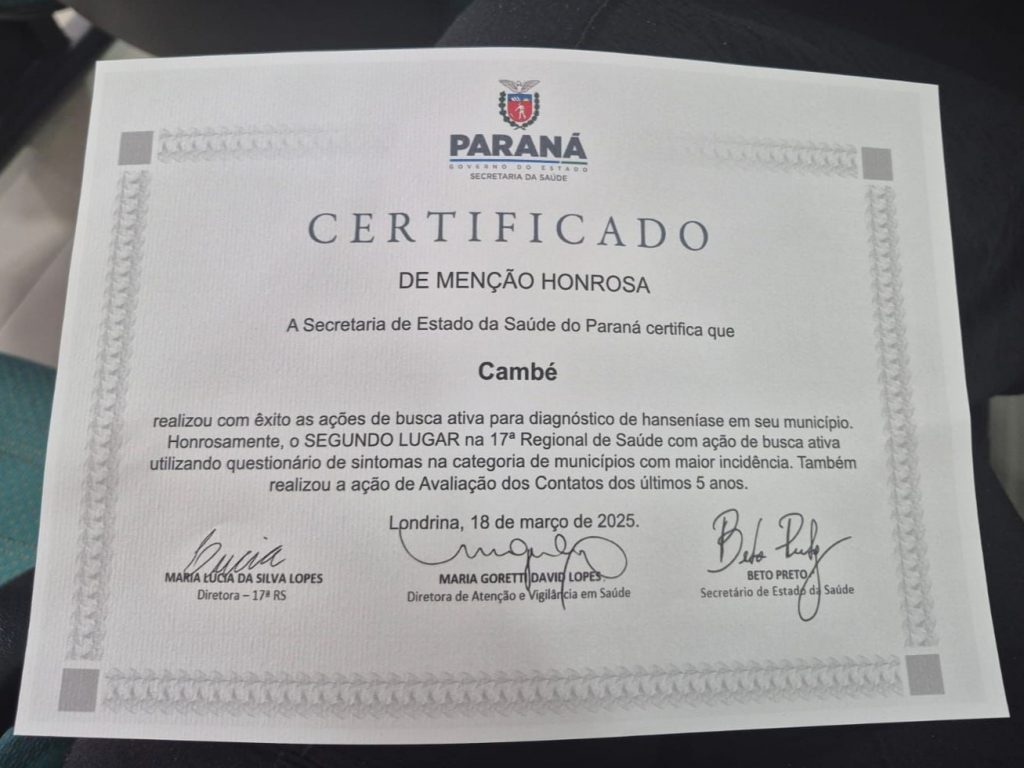 PARANÁ
GOVERNO DO ESTADO
SECRETARIA DA SAÚDE
CERTIFICADO
DE MENÇÃO HONROSA
A Secretaria de Estado da Saúde do Paraná certifica que
Cambé
realizou com êxito as ações de busca ativa para diagnóstico de hanseníase em seu município.
Honrosamente, o SEGUNDO LUGAR na 17ª Regional de Saúde com ação de busca ativa
utilizando questionário de sintomas na categoria de municípios com maior incidência. Também
realizou a ação de Avaliação dos Contatos dos últimos 5 anos.
Londrina, 18 de março de 2025.
Lucia
Beto Preto
MARIA LÚCIA DA SILVA LOPES
Diretora – 17ª RS
MARIA GORETTI DAVID LOPES
Diretora de Atenção e Vigilância em Saúde
BETO PRETO
Secretário de Estado da Saúde